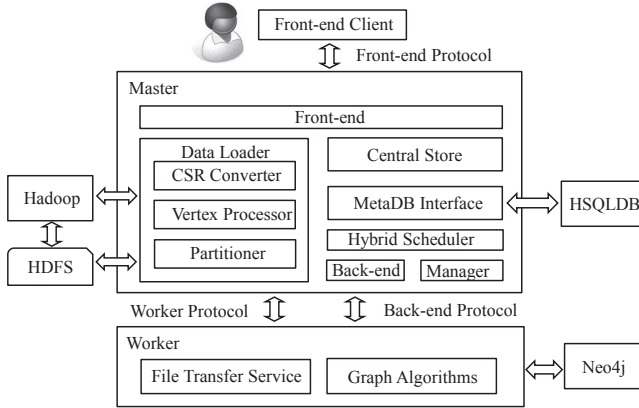 Front-end Client
Front-end Protocol
Master
Front-end
Data Loader
CSR Converter
Vertex Processor
Partitioner
Central Store
MetaDB Interface
Hybrid Scheduler
Back-end
Manager
Hadoop
HDFS
HSQLDB
Worker Protocol
Back-end Protocol
Worker
File Transfer Service
Graph Algorithms
Neo4j